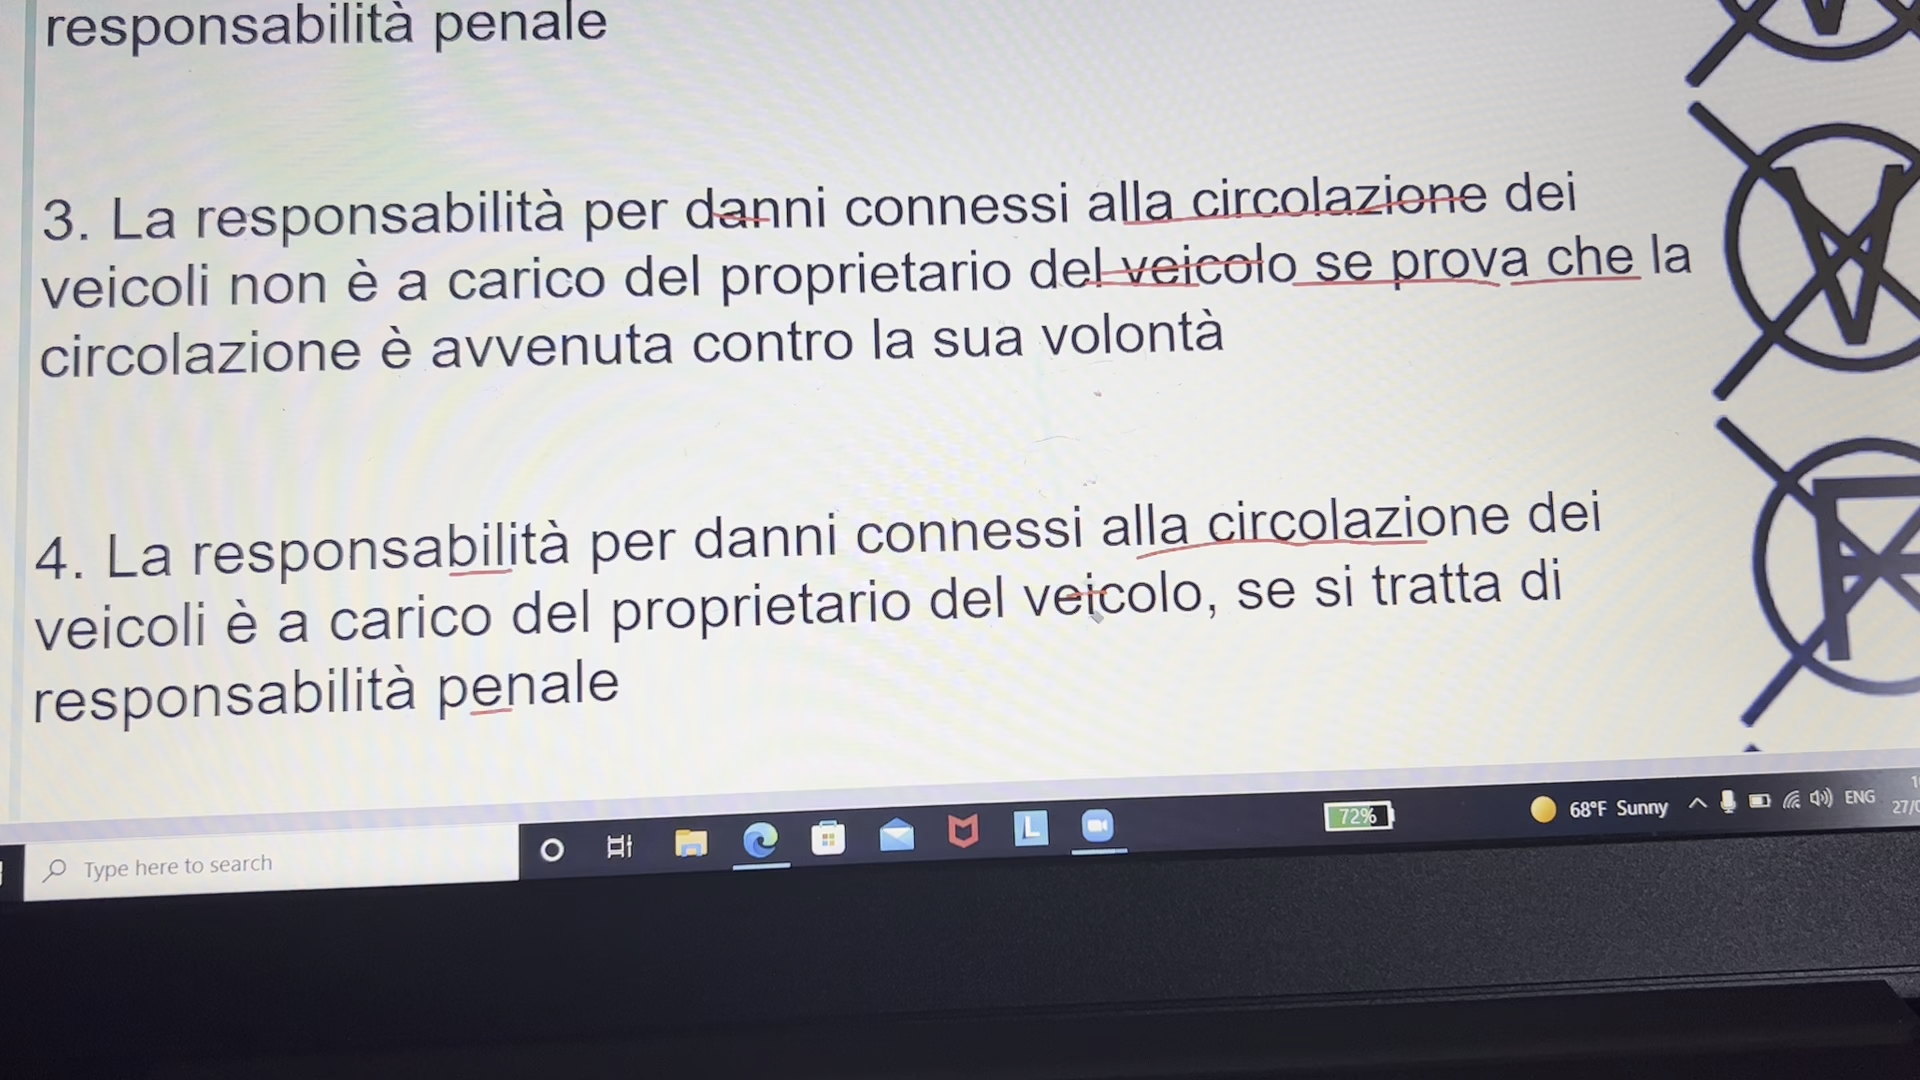 responsabilità penale
V
3. La responsabilità per danni connessi alla circolazione dei
veicoli non è a carico del proprietario del veicolo se prova che la
circolazione è avvenuta contro la sua volontà
V
4. La responsabilità per danni connessi alla circolazione dei
veicoli è a carico del proprietario del veicolo, se si tratta di
responsabilità penale
F
Type here to search
L
72%
68°F Sunny
ENG